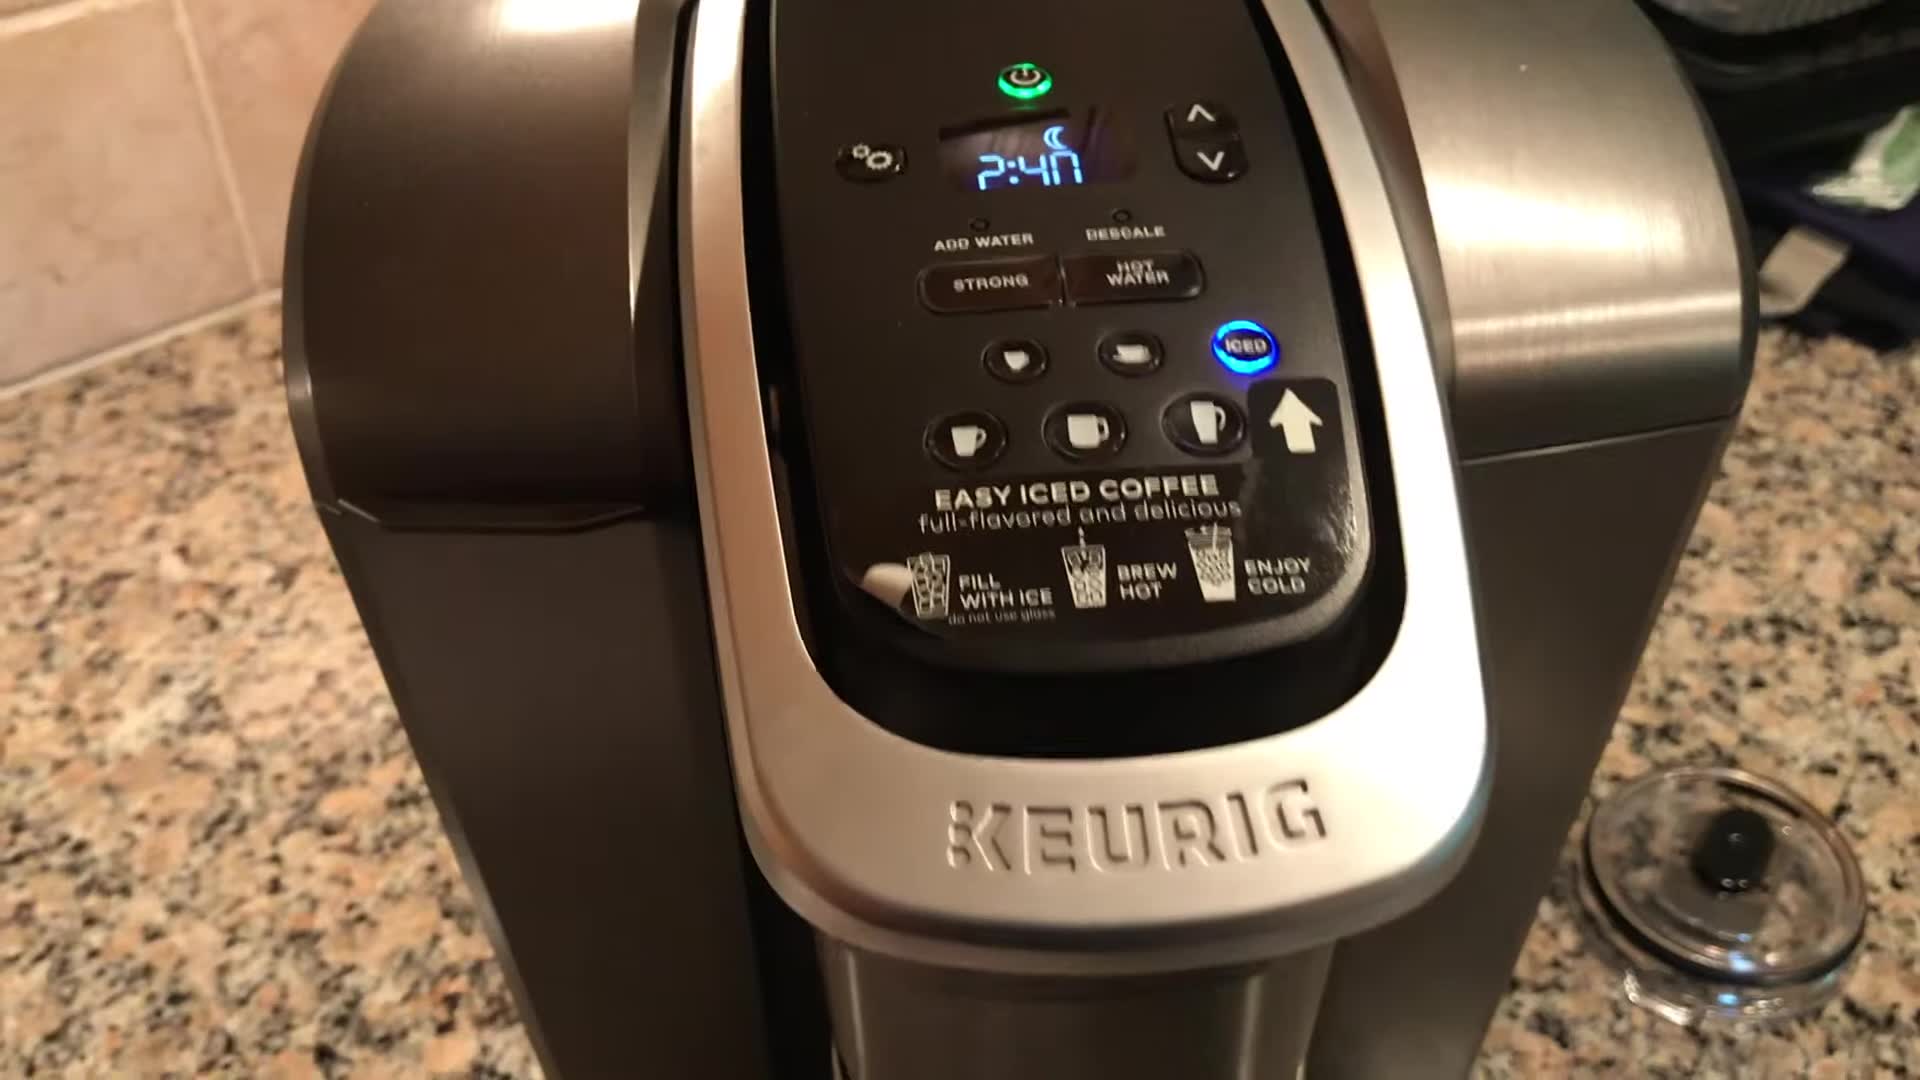 2:40
ADD WATER
DESCALE
STRONG
HOT
WATER
ICED
EASY ICED COFFEE
full-flavored and delicious
FILL
WITH ICE
do not use glass
BREW
HOT
ENJOY
COLD
KEURIG